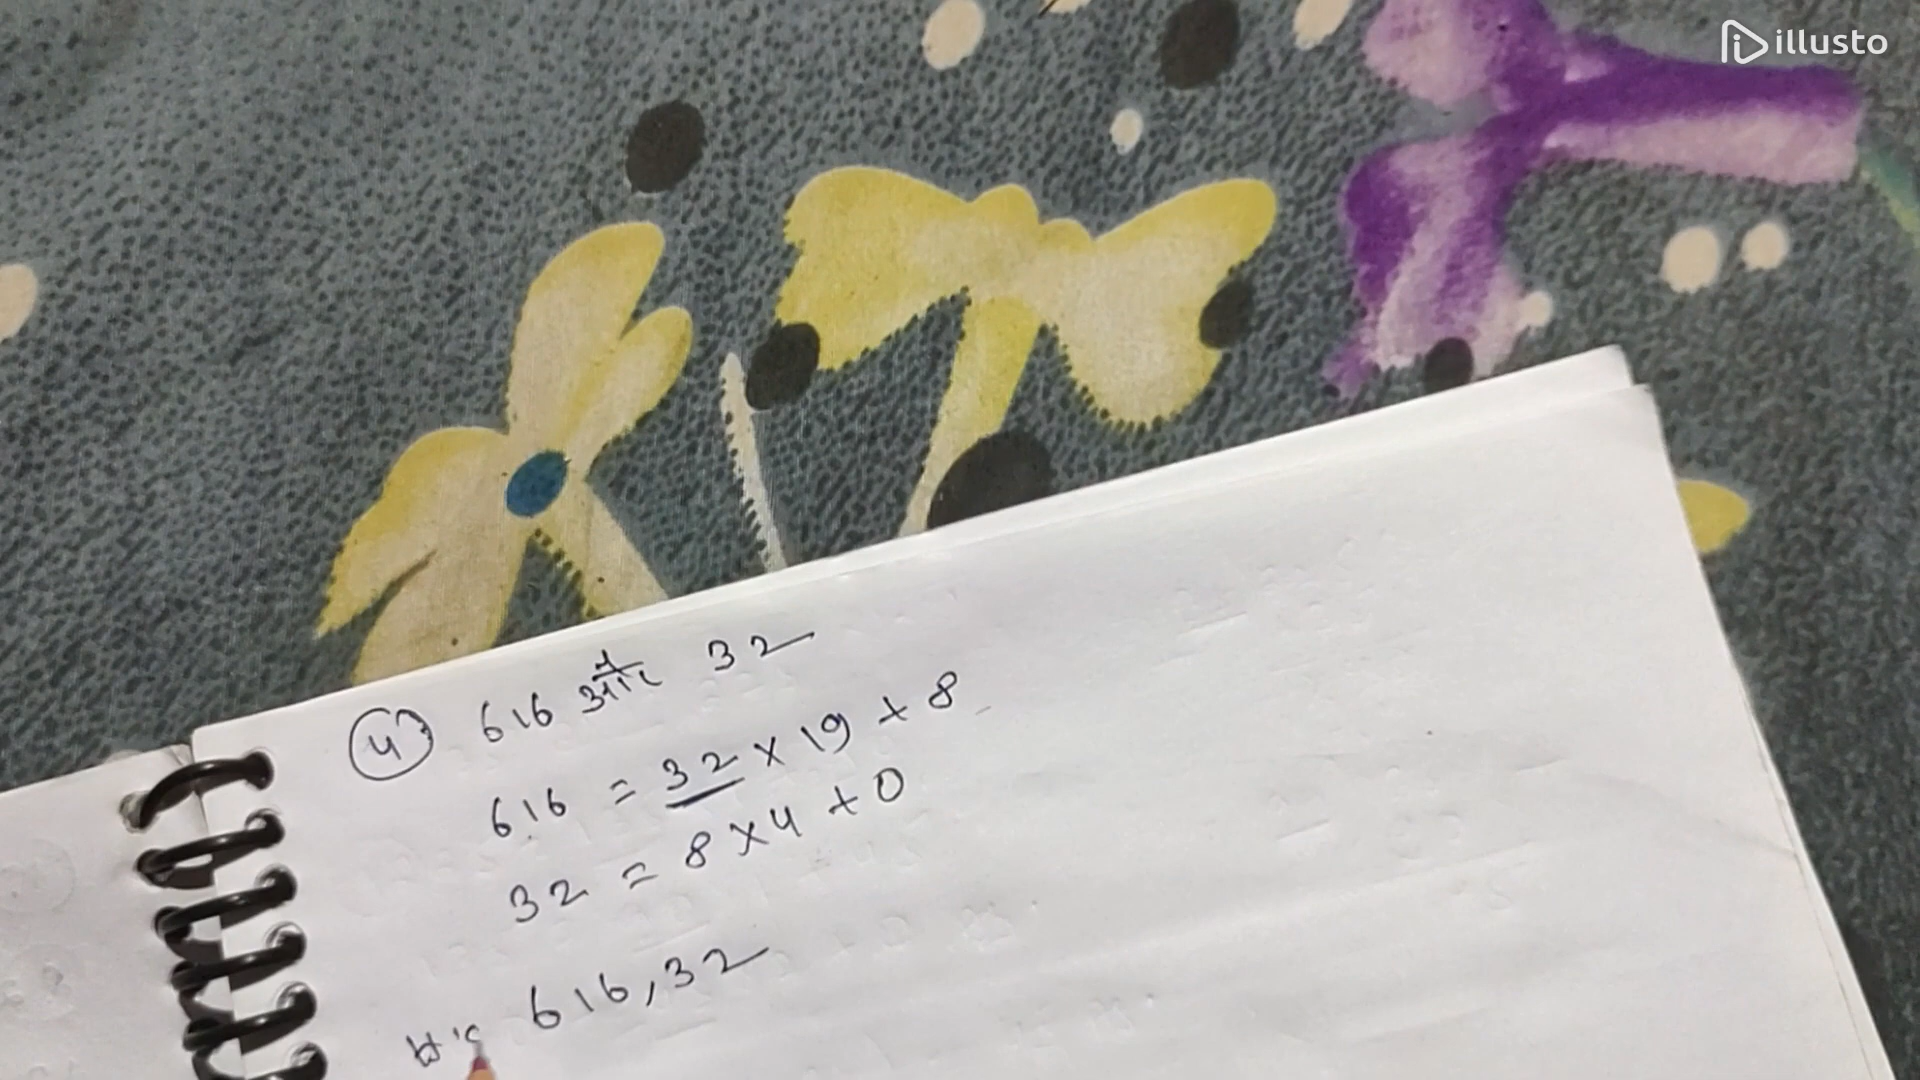 illusto
(4) 616 और 32
616 = 32 × 19 + 8
32 = 8 × 4 + 0
616, 32